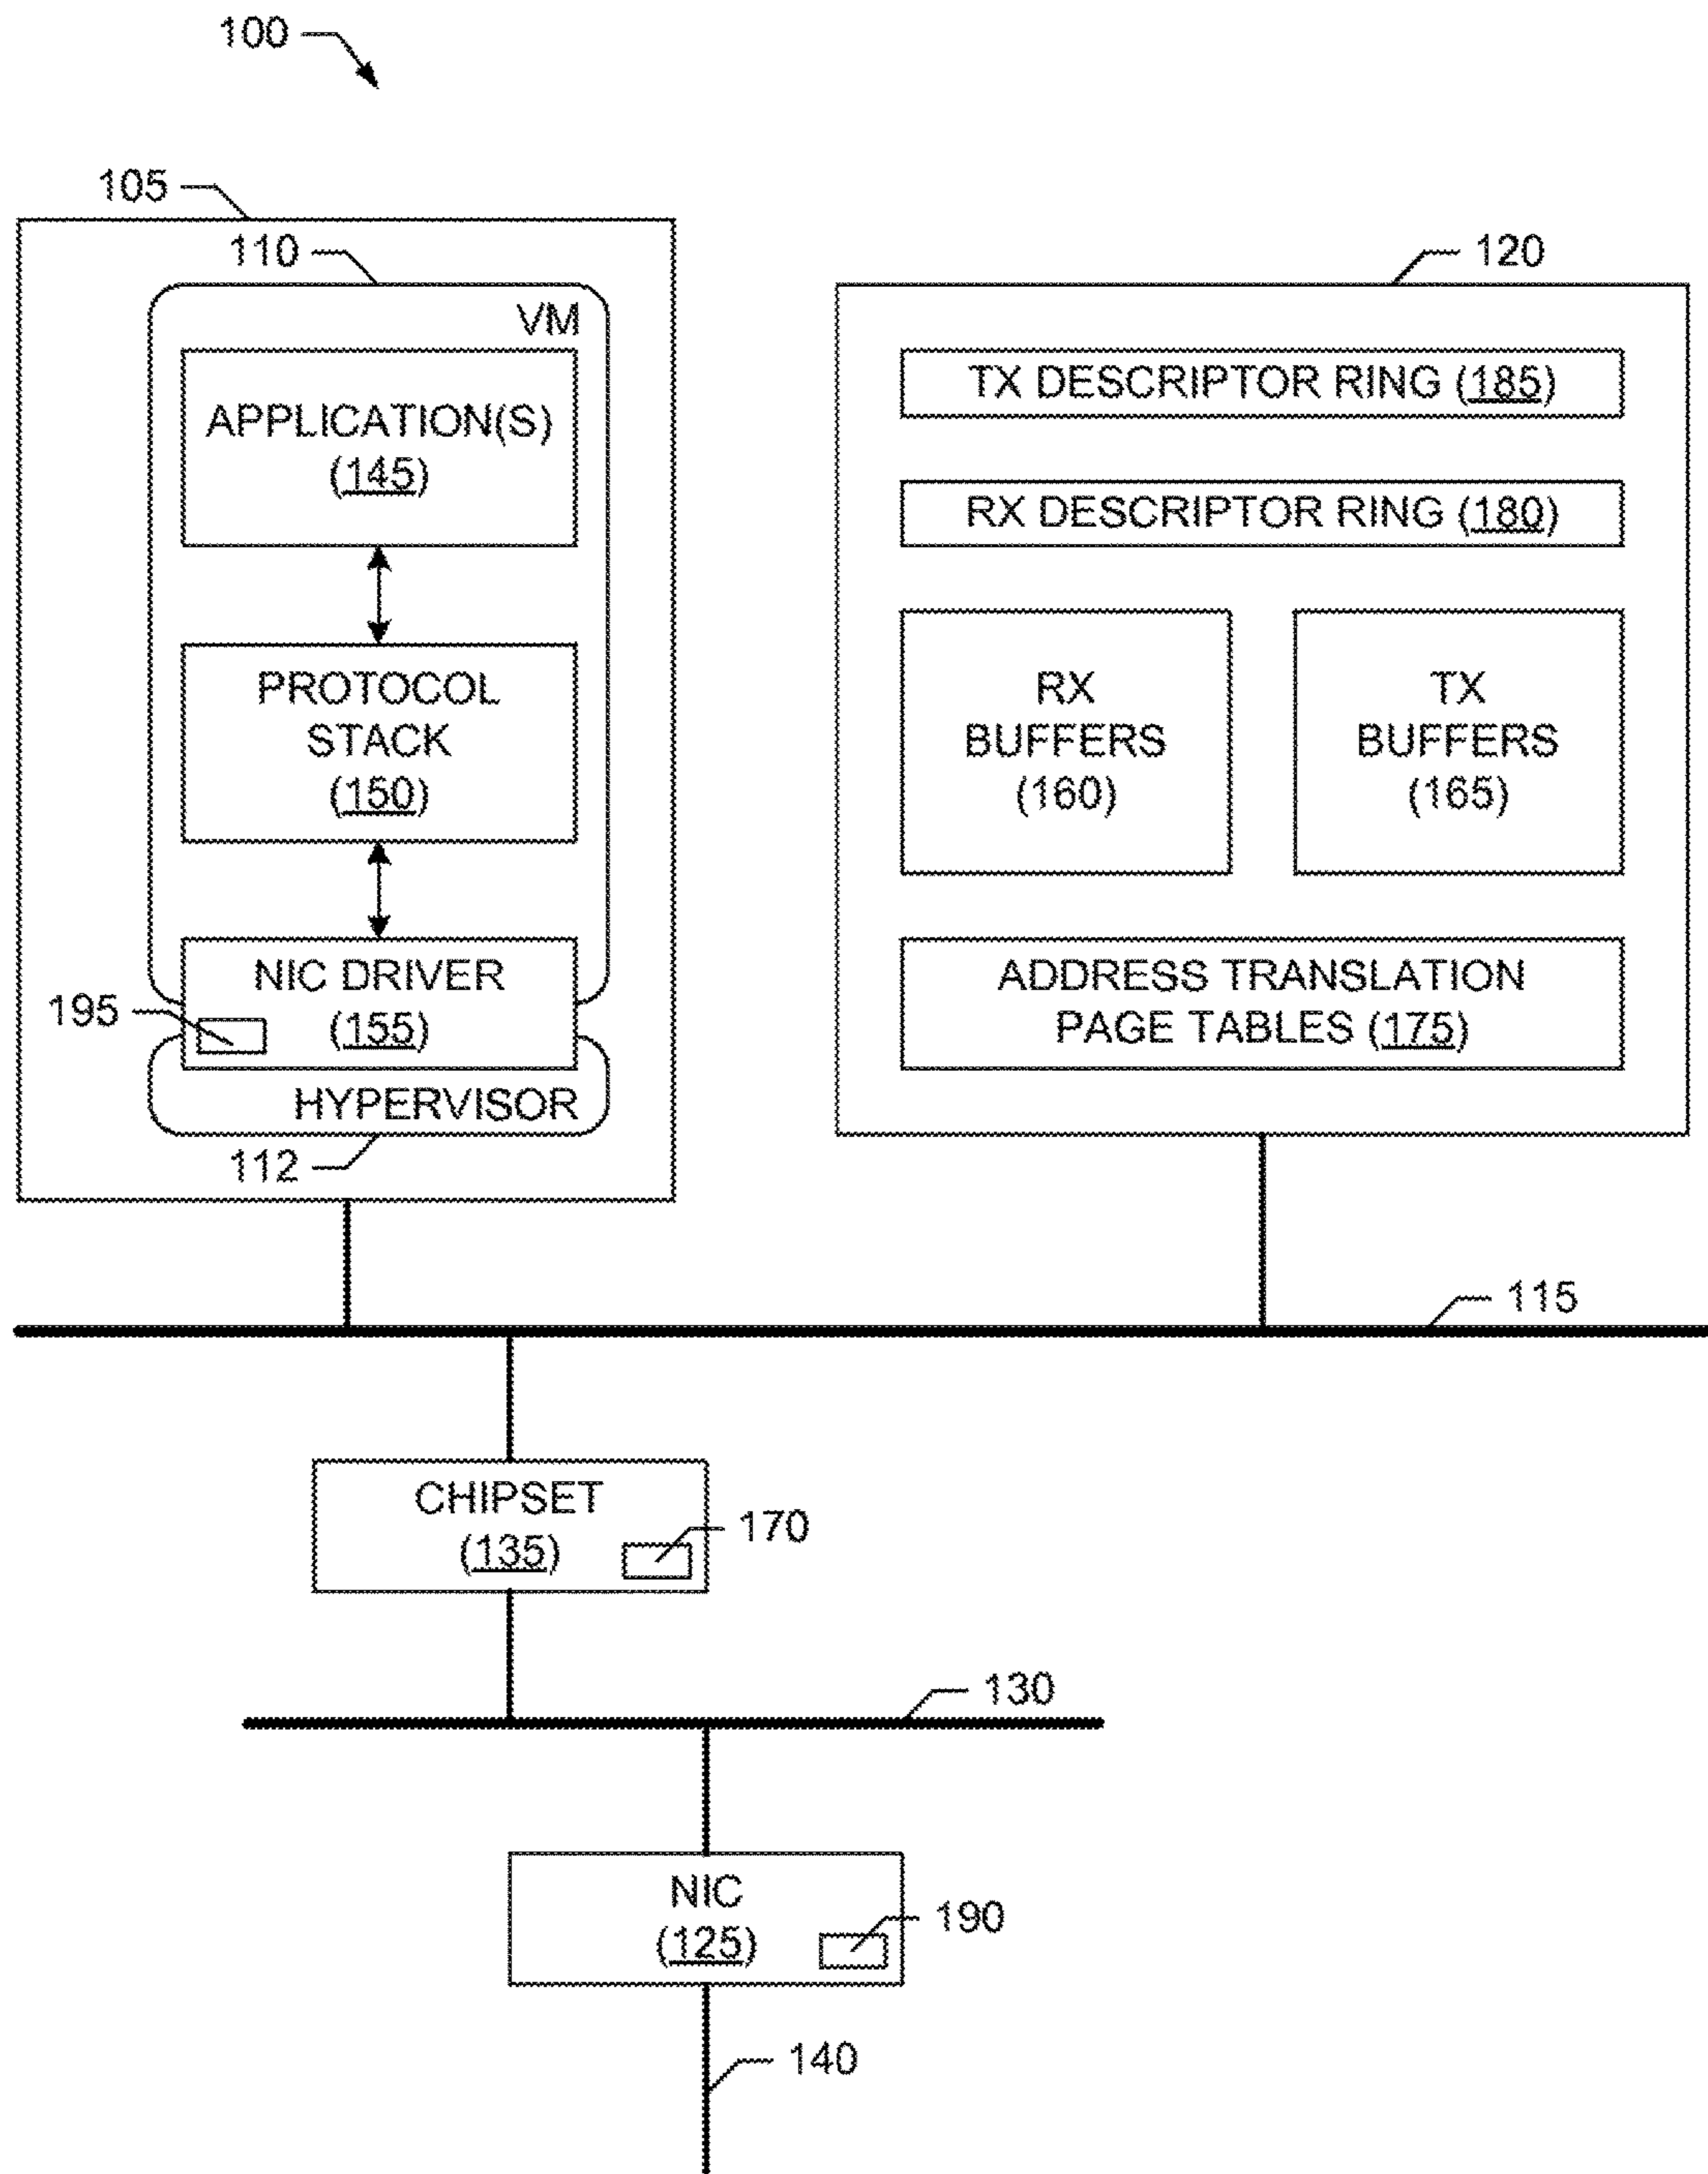 100
105
110
VM
APPLICATION(S)
(145)
PROTOCOL
STACK
(150)
NIC DRIVER
(155)
195
HYPERVISOR
112
120
TX DESCRIPTOR RING (185)
RX DESCRIPTOR RING (180)
RX
BUFFERS
(160)
TX
BUFFERS
(165)
ADDRESS TRANSLATION
PAGE TABLES (175)
115
CHIPSET
(135)
170
130
NIC
(125)
190
140